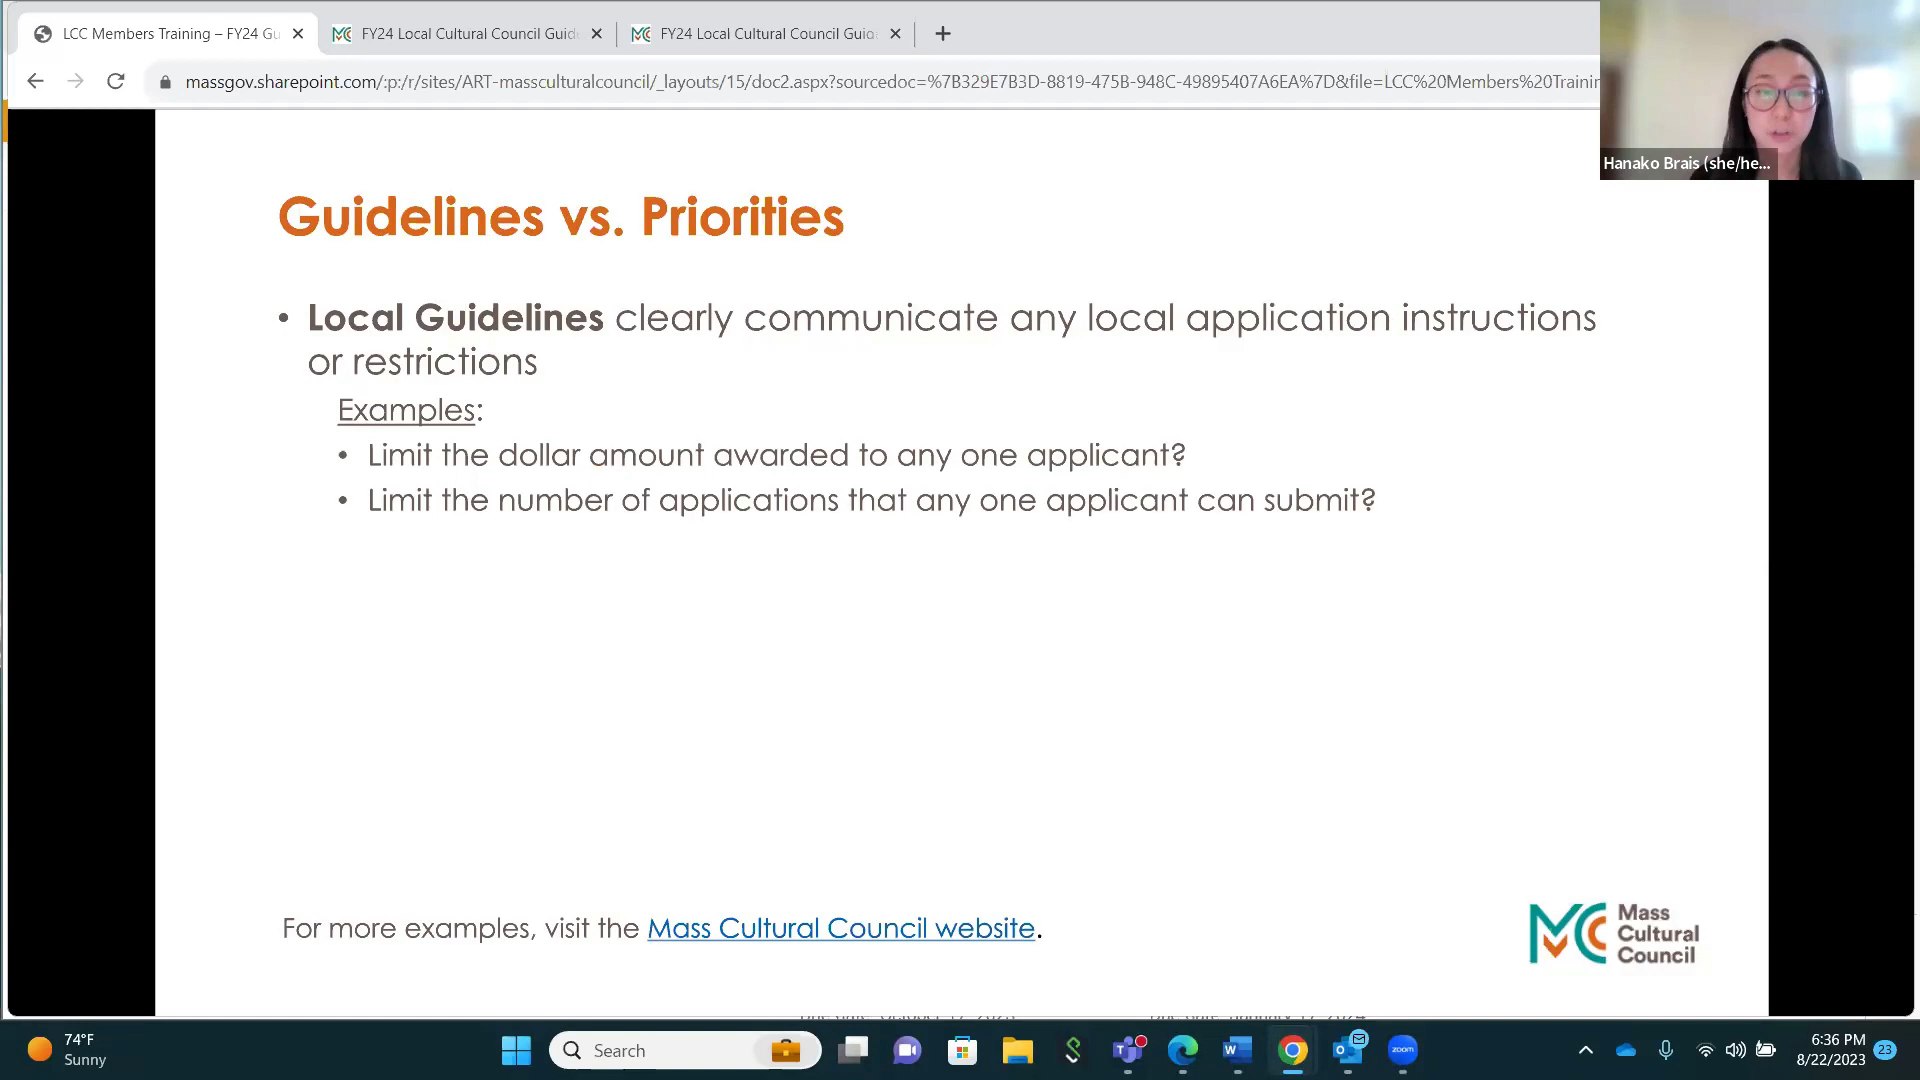 LCC Members Training – FY24 Gu
FY24 Local Cultural Council Guid
FY24 Local Cultural Council Guid
massgov.sharepoint.com/:p:/r/sites/ART-massculturalcouncil/_layouts/15/doc2.aspx?sourcedoc=%7B329E7B3D-8819-475B-948C-49895407A6EA%7D&file=LCC%20Members%20Trainin
Hanako Brais (she/he...
Guidelines vs. Priorities
• Local Guidelines clearly communicate any local application instructions
or restrictions
Examples:
• Limit the dollar amount awarded to any one applicant?
• Limit the number of applications that any one applicant can submit?
For more examples, visit the Mass Cultural Council website.
Mass
Cultural
Council
74°F
Sunny
Search
zoom
6:36 PM
8/22/2023
23